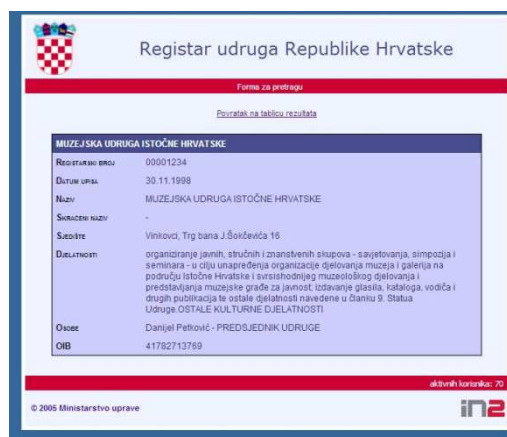 Registar udruga Republike Hrvatske
Forma za pretragu
Povratak na tablicu rezultata
MUZEJSKA UDRUGA ISTOČNE HRVATSKE
REGISTARSKI BROJ 00001234
DATUM UPISA 30.11.1998
NAZIV MUZEJSKA UDRUGA ISTOČNE HRVATSKE
SKRAĆENI NAZIV -
SJEDIŠTE Vinkovci, Trg bana J.Šokčevića 16
DJELATNOSTI organiziranje javnih, stručnih i znanstvenih skupova - savjetovanja, simpozija i
seminara - u cilju unapređenja organizacije djelovanja muzeja i galerija na
području Istočne Hrvatske i svrsishodnijeg muzeološkog djelovanja i
predstavljanja muzejske građe za javnost, izdavanje glasila, kataloga, vodiča i
drugih publikacija te ostale djelatnosti navedene u članku 9. Statua
Udruge.OSTALE KULTURNE DJELATNOSTI
OSOBE Danijel Petković - PREDSJEDNIK UDRUGE
OIB 41782713769
aktivnih korisnika: 70
© 2005 Ministarstvo uprave
in2